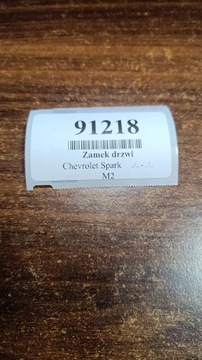 91218
Zamek drzwi
Chevrolet Spark
M2